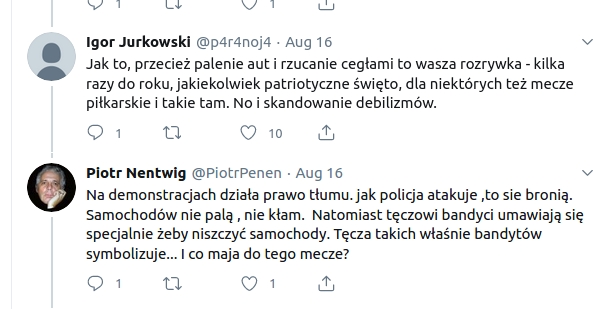 1 1
Igor Jurkowski @p4r4noj4 · Aug 16
Jak to, przecież palenie aut i rzucanie cegłami to wasza rozrywka - kilka
razy do roku, jakiekolwiek patriotyczne święto, dla niektórych też mecze
piłkarskie i takie tam. No i skandowanie debilizmów.
1 10
Piotr Nentwig @PiotrPenen · Aug 16
Na demonstracjach działa prawo tłumu. jak policja atakuje ,to sie bronią.
Samochodów nie palą , nie kłam. Natomiast tęczowi bandyci umawiają się
specjalnie żeby niszczyć samochody. Tęcza takich właśnie bandytów
symbolizuje... I co maja do tego mecze?
1 1